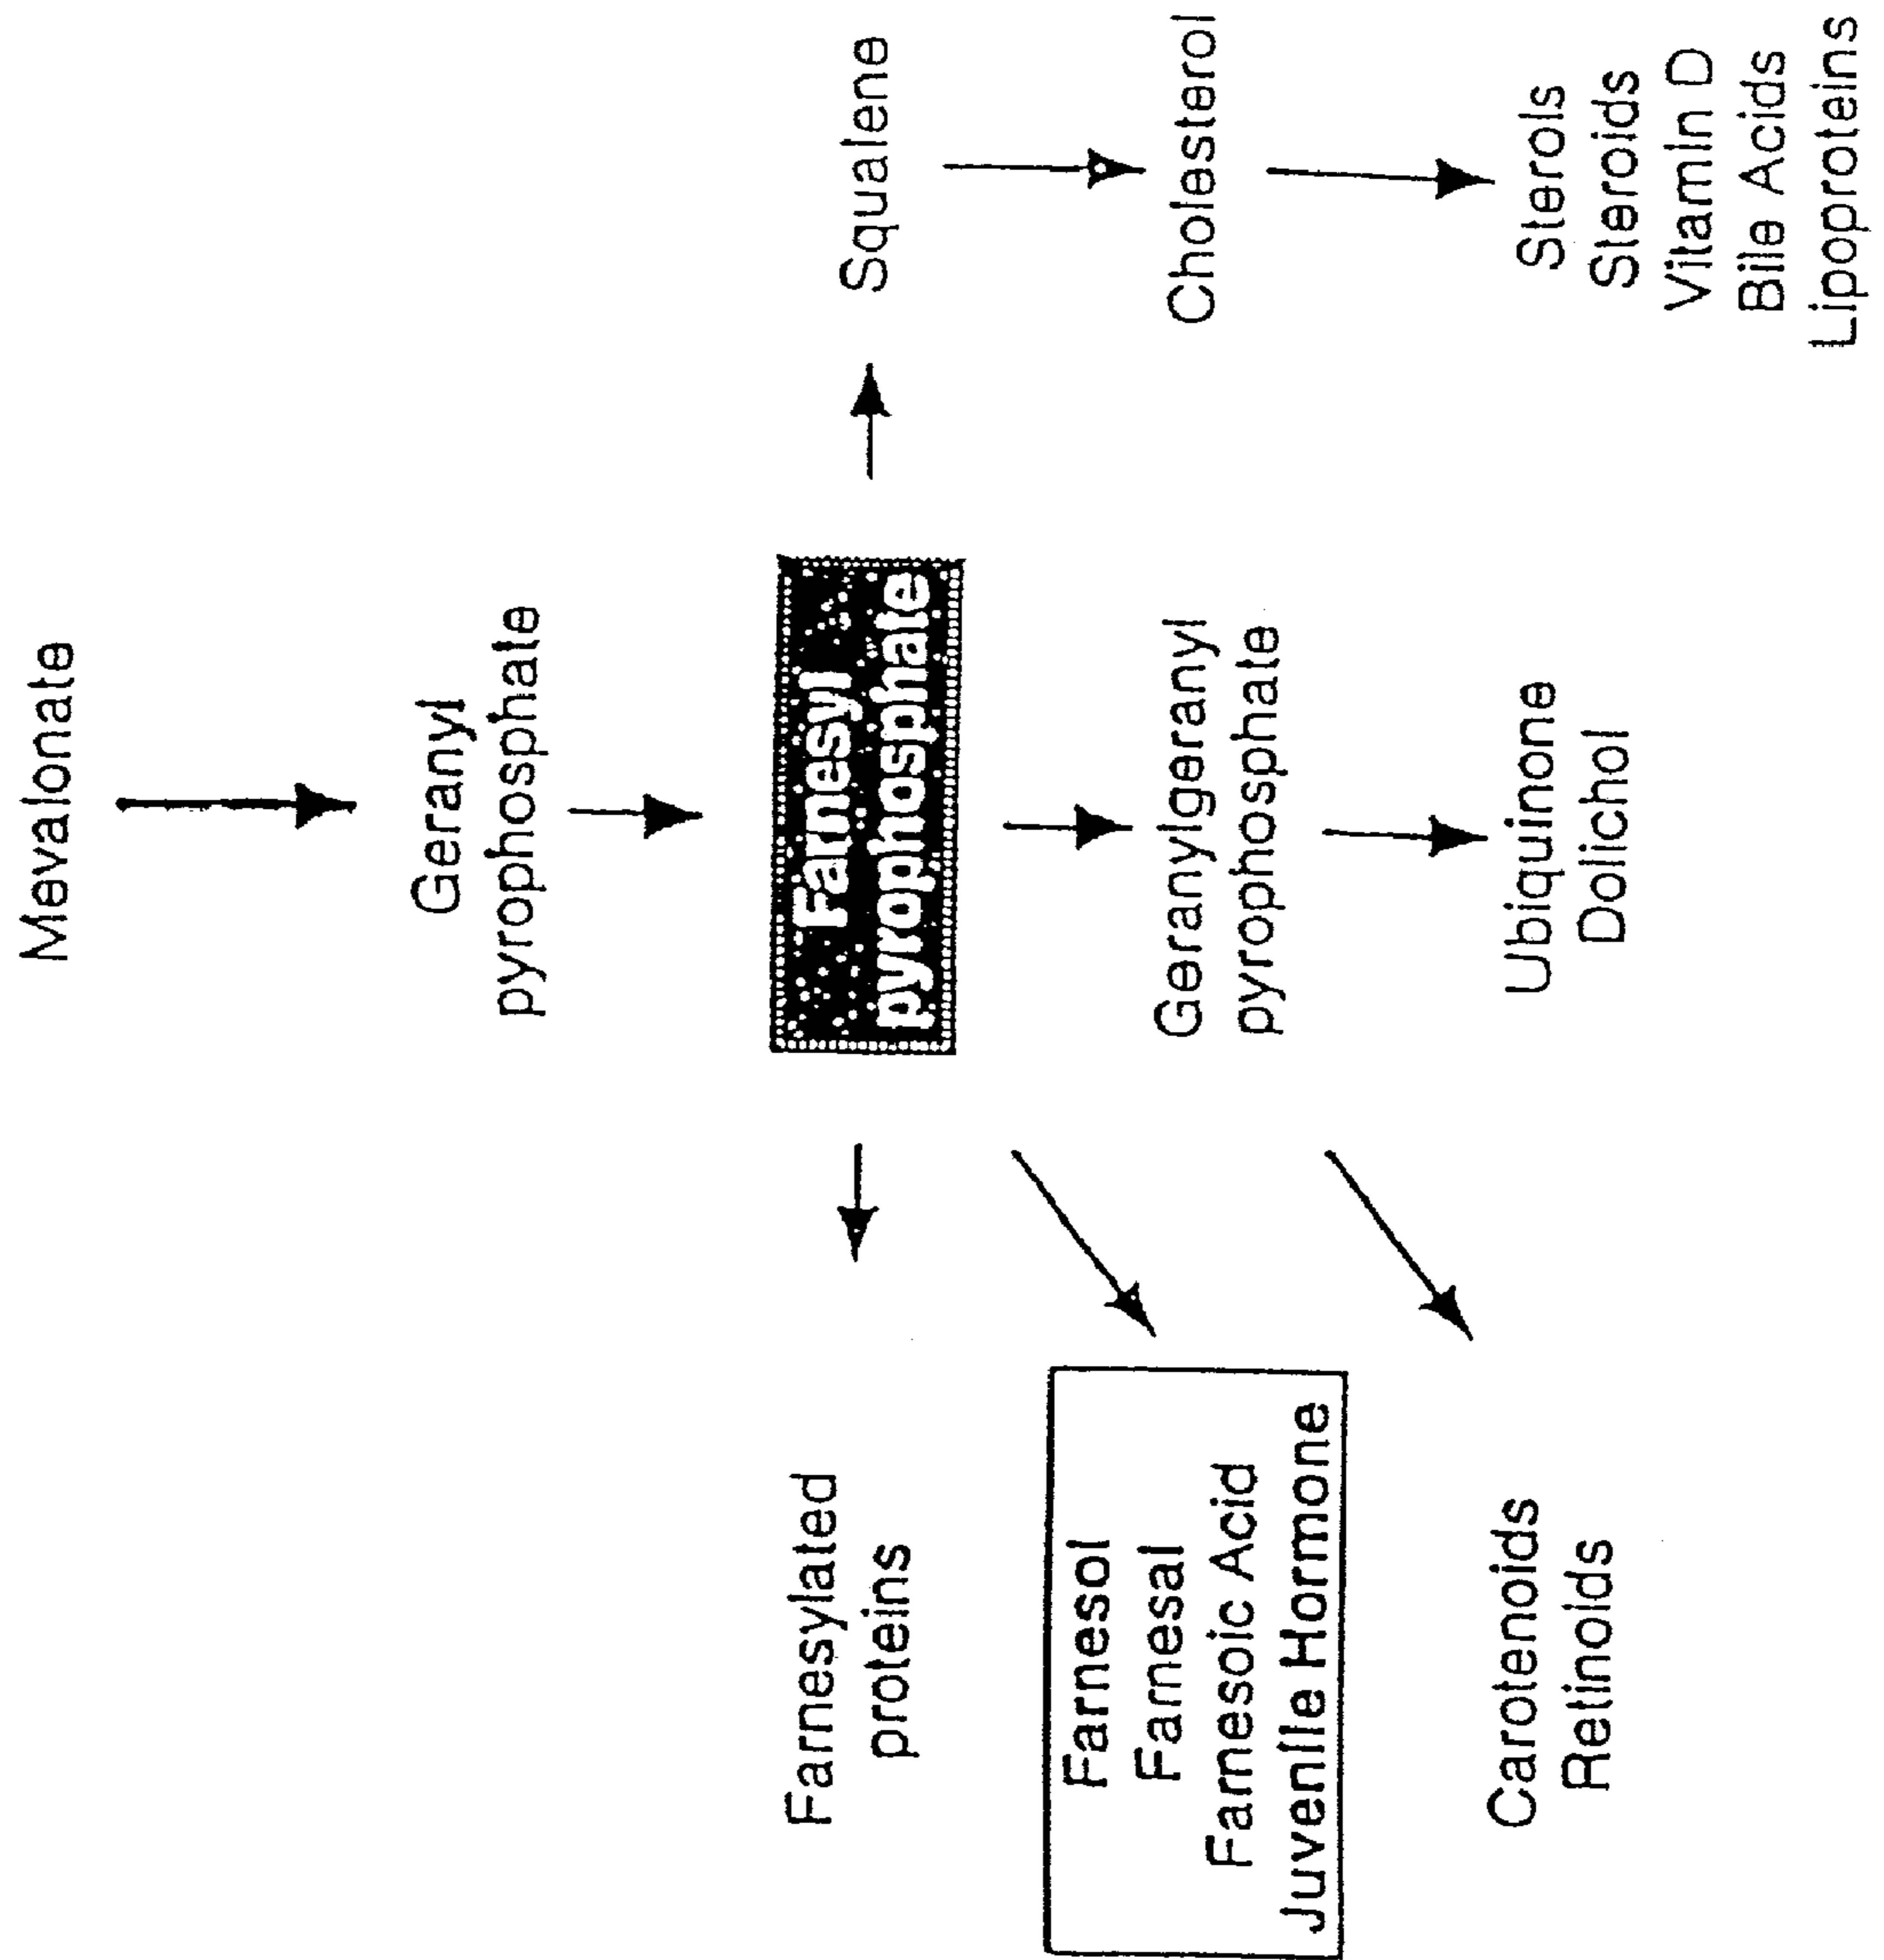 Mevalonate
Geranyl
pyrophosphate
Farnesylated
proteins
Farnesyl
pyrophosphate
Squalene
Farnesol
Farnesal
Farnesoic Acid
Juvenile Hormone
Geranylgeranyl
pyrophosphate
Cholesterol
Carotenoids
Retinoids
Ubiquinone
Dolichol
Sterols
Steroids
Vitamin D
Bile Acids
Lipoproteins